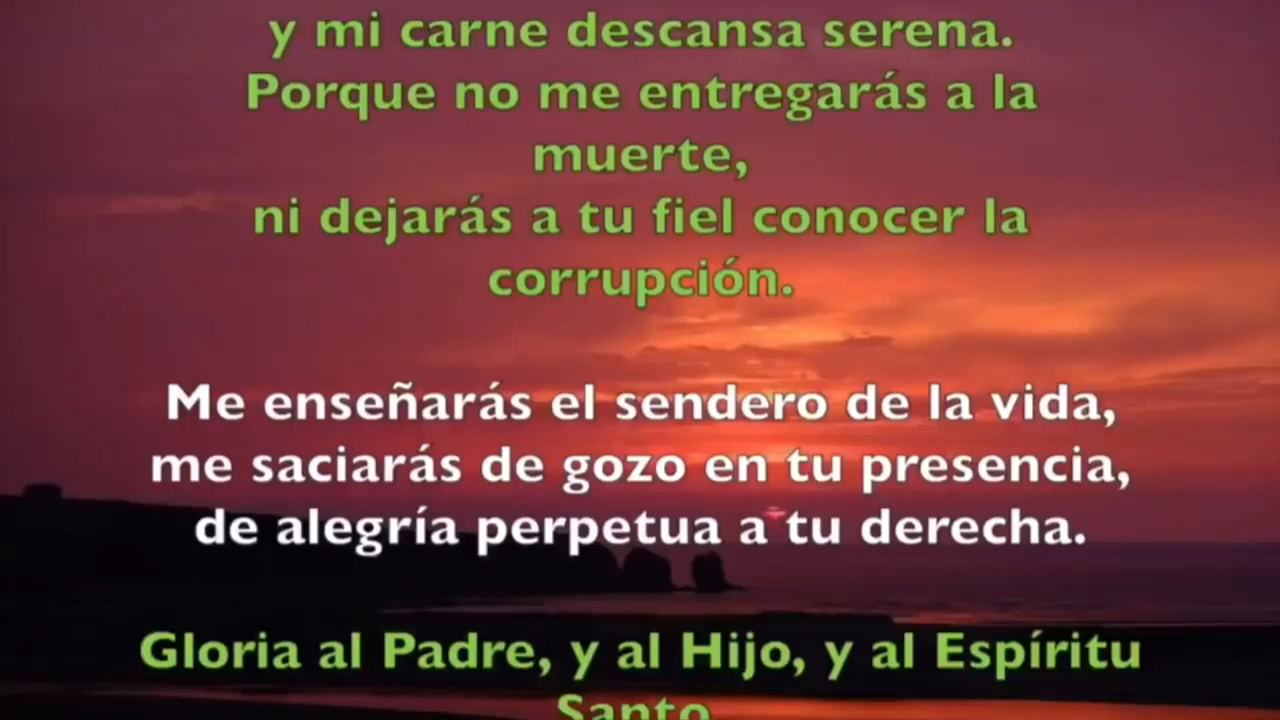 y mi carne descansa serena.
Porque no me entregarás a la
muerte,
ni dejarás a tu fiel conocer la
corrupción.
Me enseñarás el sendero de la vida,
me saciarás de gozo en tu presencia,
de alegría perpetua a tu derecha.
Gloria al Padre, y al Hijo, y al Espíritu
Santo